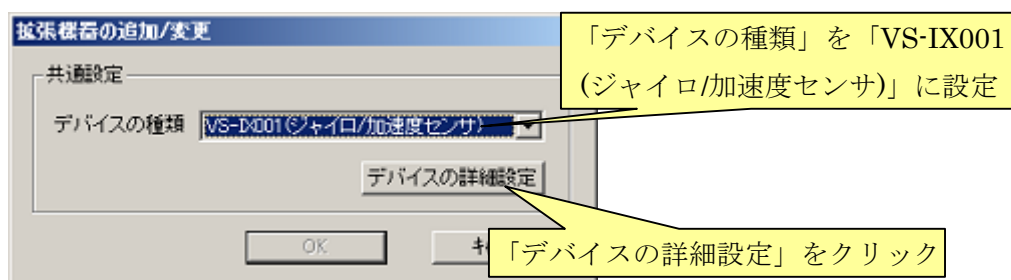 拡張機器の追加/変更
「デバイスの種類」を「VS-IX001
(ジャイロ/加速度センサ)」に設定
共通設定
デバイスの種類 VS-IX001(ジャイロ/加速度センサ)
デバイスの詳細設定
OK
「デバイスの詳細設定」をクリック